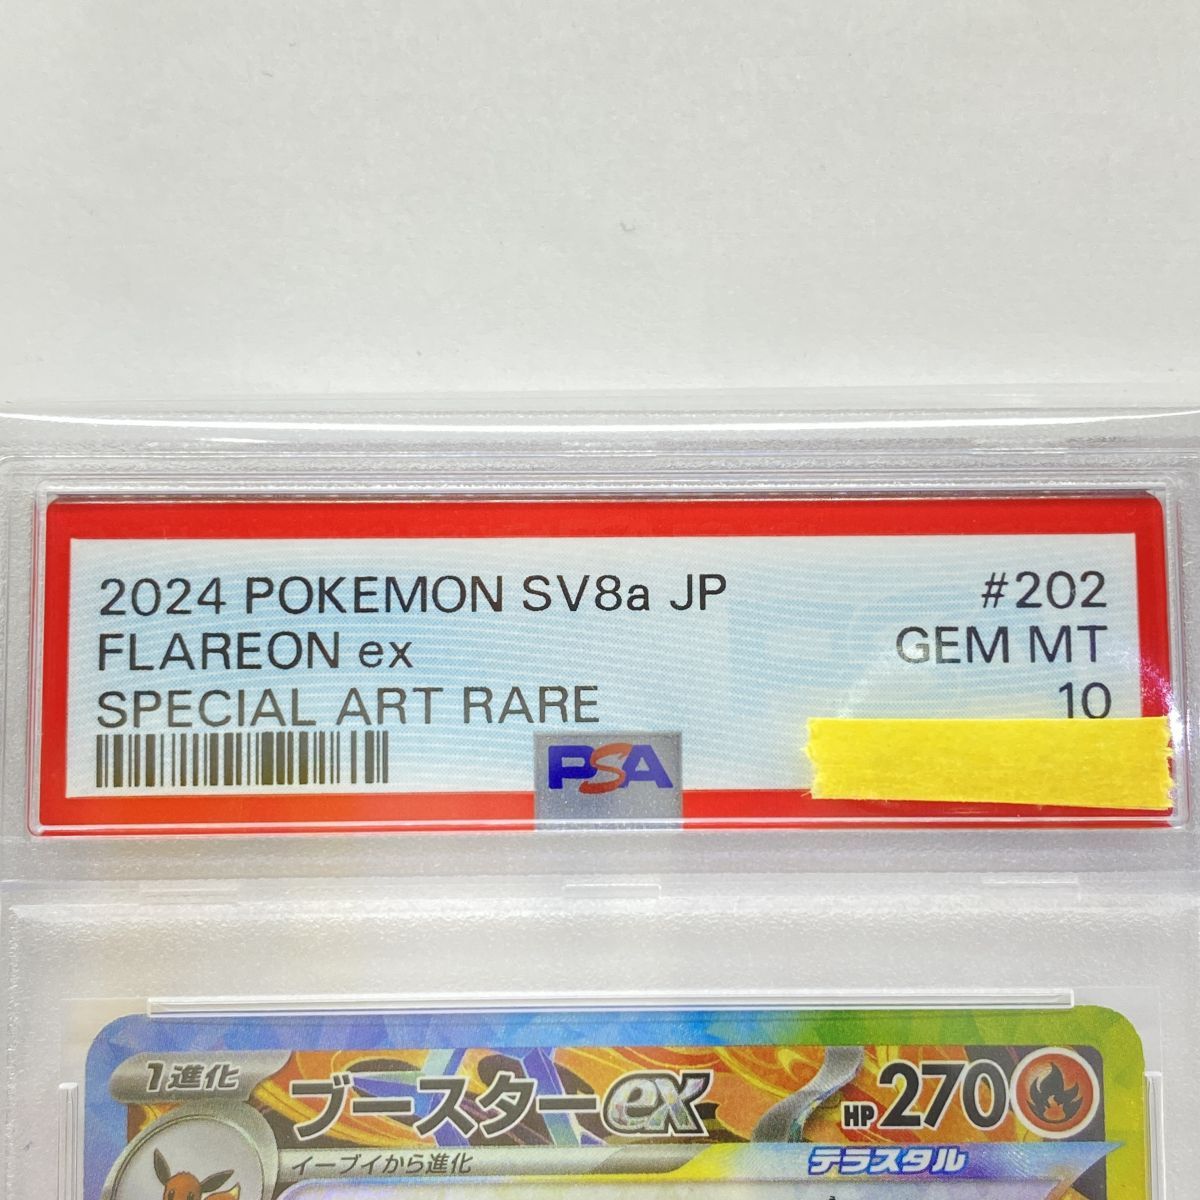 2024 POKEMON SV8a JP #202
FLAREON ex GEM MT
SPECIAL ART RARE 10
PSA
1進化 ブースターex HP270
イーブイから進化 テラスタル